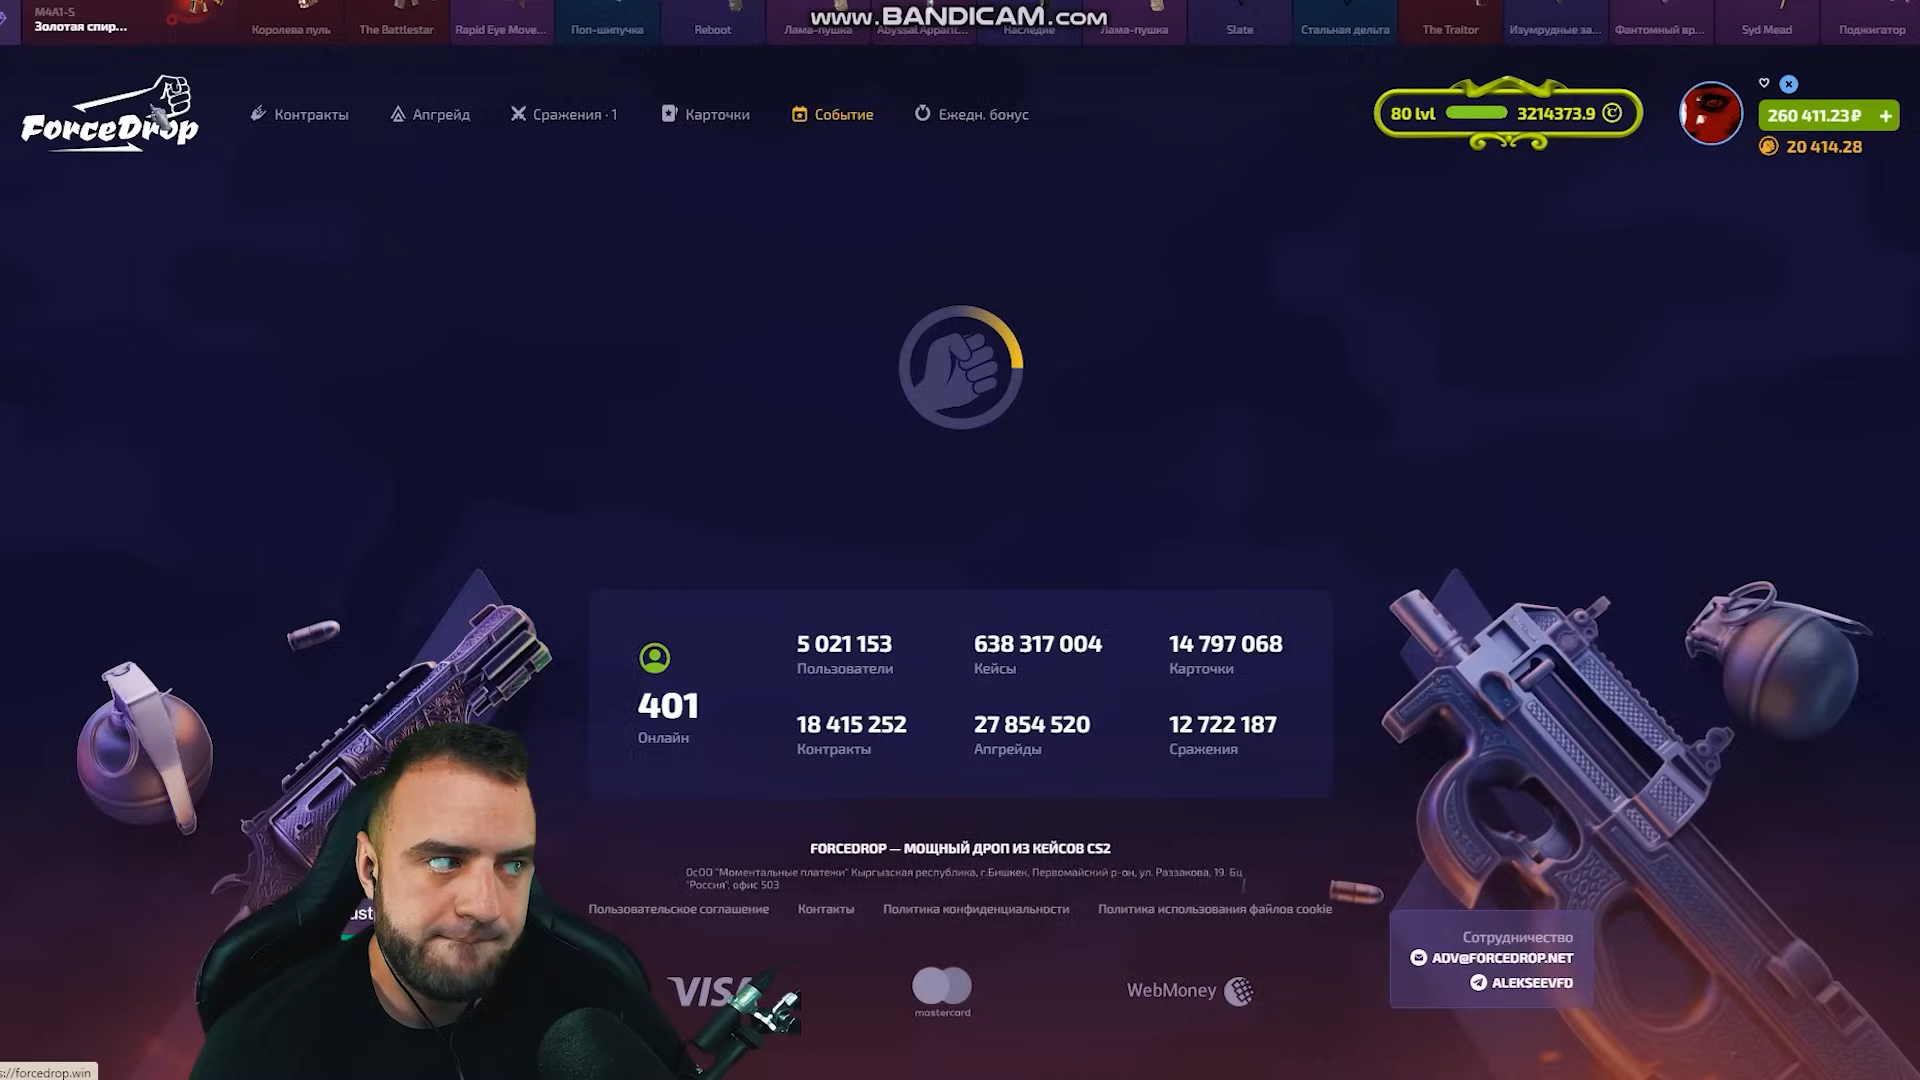 M4A1-S
Золотая спир...
Королева пуль
The Battlestar
Rapid Eye Move...
Поп-шипучка
Reboot
Лама-пушка
Abyssal Appariti...
Наследие
Лама-пушка
Slate
Стальная дельта
The Traitor
Изумрудные за...
Фантомный вр...
Syd Mead
Поджигатор
www.BANDICAM.com
ForceDrop
Контракты
Апгрейд
Сражения · 1
Карточки
Событие
Ежедн. бонус
80 lvl
3214373.9
260 411.23₽ +
20 414.28
401
Онлайн
5 021 153
Пользователи
638 317 004
Кейсы
14 797 068
Карточки
18 415 252
Контракты
27 854 520
Апгрейды
12 722 187
Сражения
FORCEDROP — МОЩНЫЙ ДРОП ИЗ КЕЙСОВ CS2
ОсОО "Моментальные платежи" Кыргызская республика, г.Бишкек, Первомайский р-он, ул. Раззакова, 19. Бц
"Россия", офис 503
Пользовательское соглашение
Контакты
Политика конфиденциальности
Политика использования файлов cookie
Сотрудничество
ADV@FORCEDROP.NET
ALEKSEEVFD
VISA
mastercard
WebMoney
s://forcedrop.win